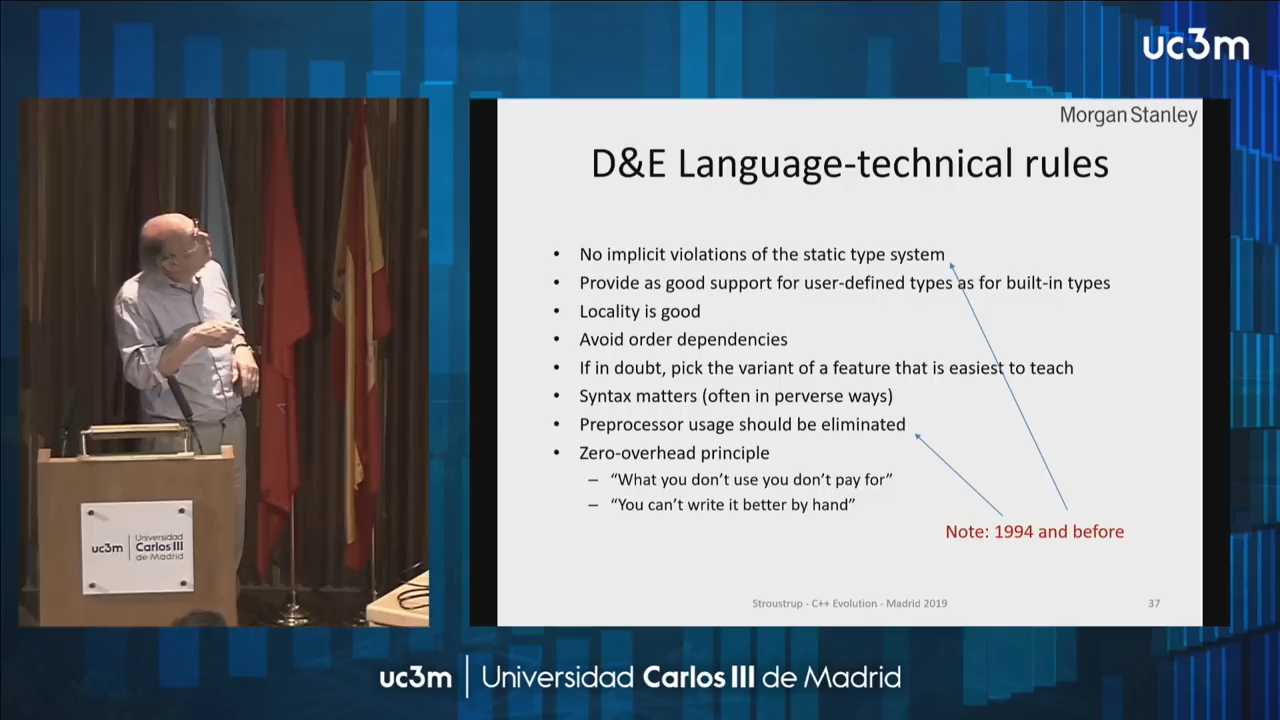 uc3m
Morgan Stanley
D&E Language-technical rules
• No implicit violations of the static type system
• Provide as good support for user-defined types as for built-in types
• Locality is good
• Avoid order dependencies
• If in doubt, pick the variant of a feature that is easiest to teach
• Syntax matters (often in perverse ways)
• Preprocessor usage should be eliminated
• Zero-overhead principle
– “What you don’t use you don’t pay for”
– “You can’t write it better by hand”
Note: 1994 and before
Stroustrup - C++ Evolution - Madrid 2019
37
uc3m
Universidad
Carlos III
de Madrid
uc3m | Universidad Carlos III de Madrid